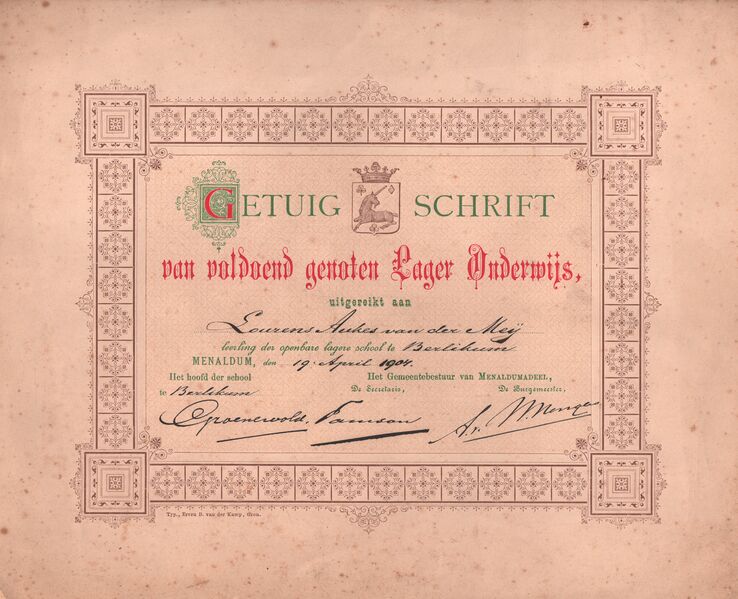 GETUIG SCHRIFT
van voldoend genoten Lager Onderwijs,
uitgereikt aan
Lourens Aukes van der Meij
leerling der openbare lagere school te Berlikum
MENALDUM, den 19 April 1904.
Het hoofd der school Het Gemeentebestuur van MENALDUMADEEL,
te Berlikum De Secretaris, De Burgemeester,
Groenewold,
Typ., Erven B. van der Kamp, Gron.